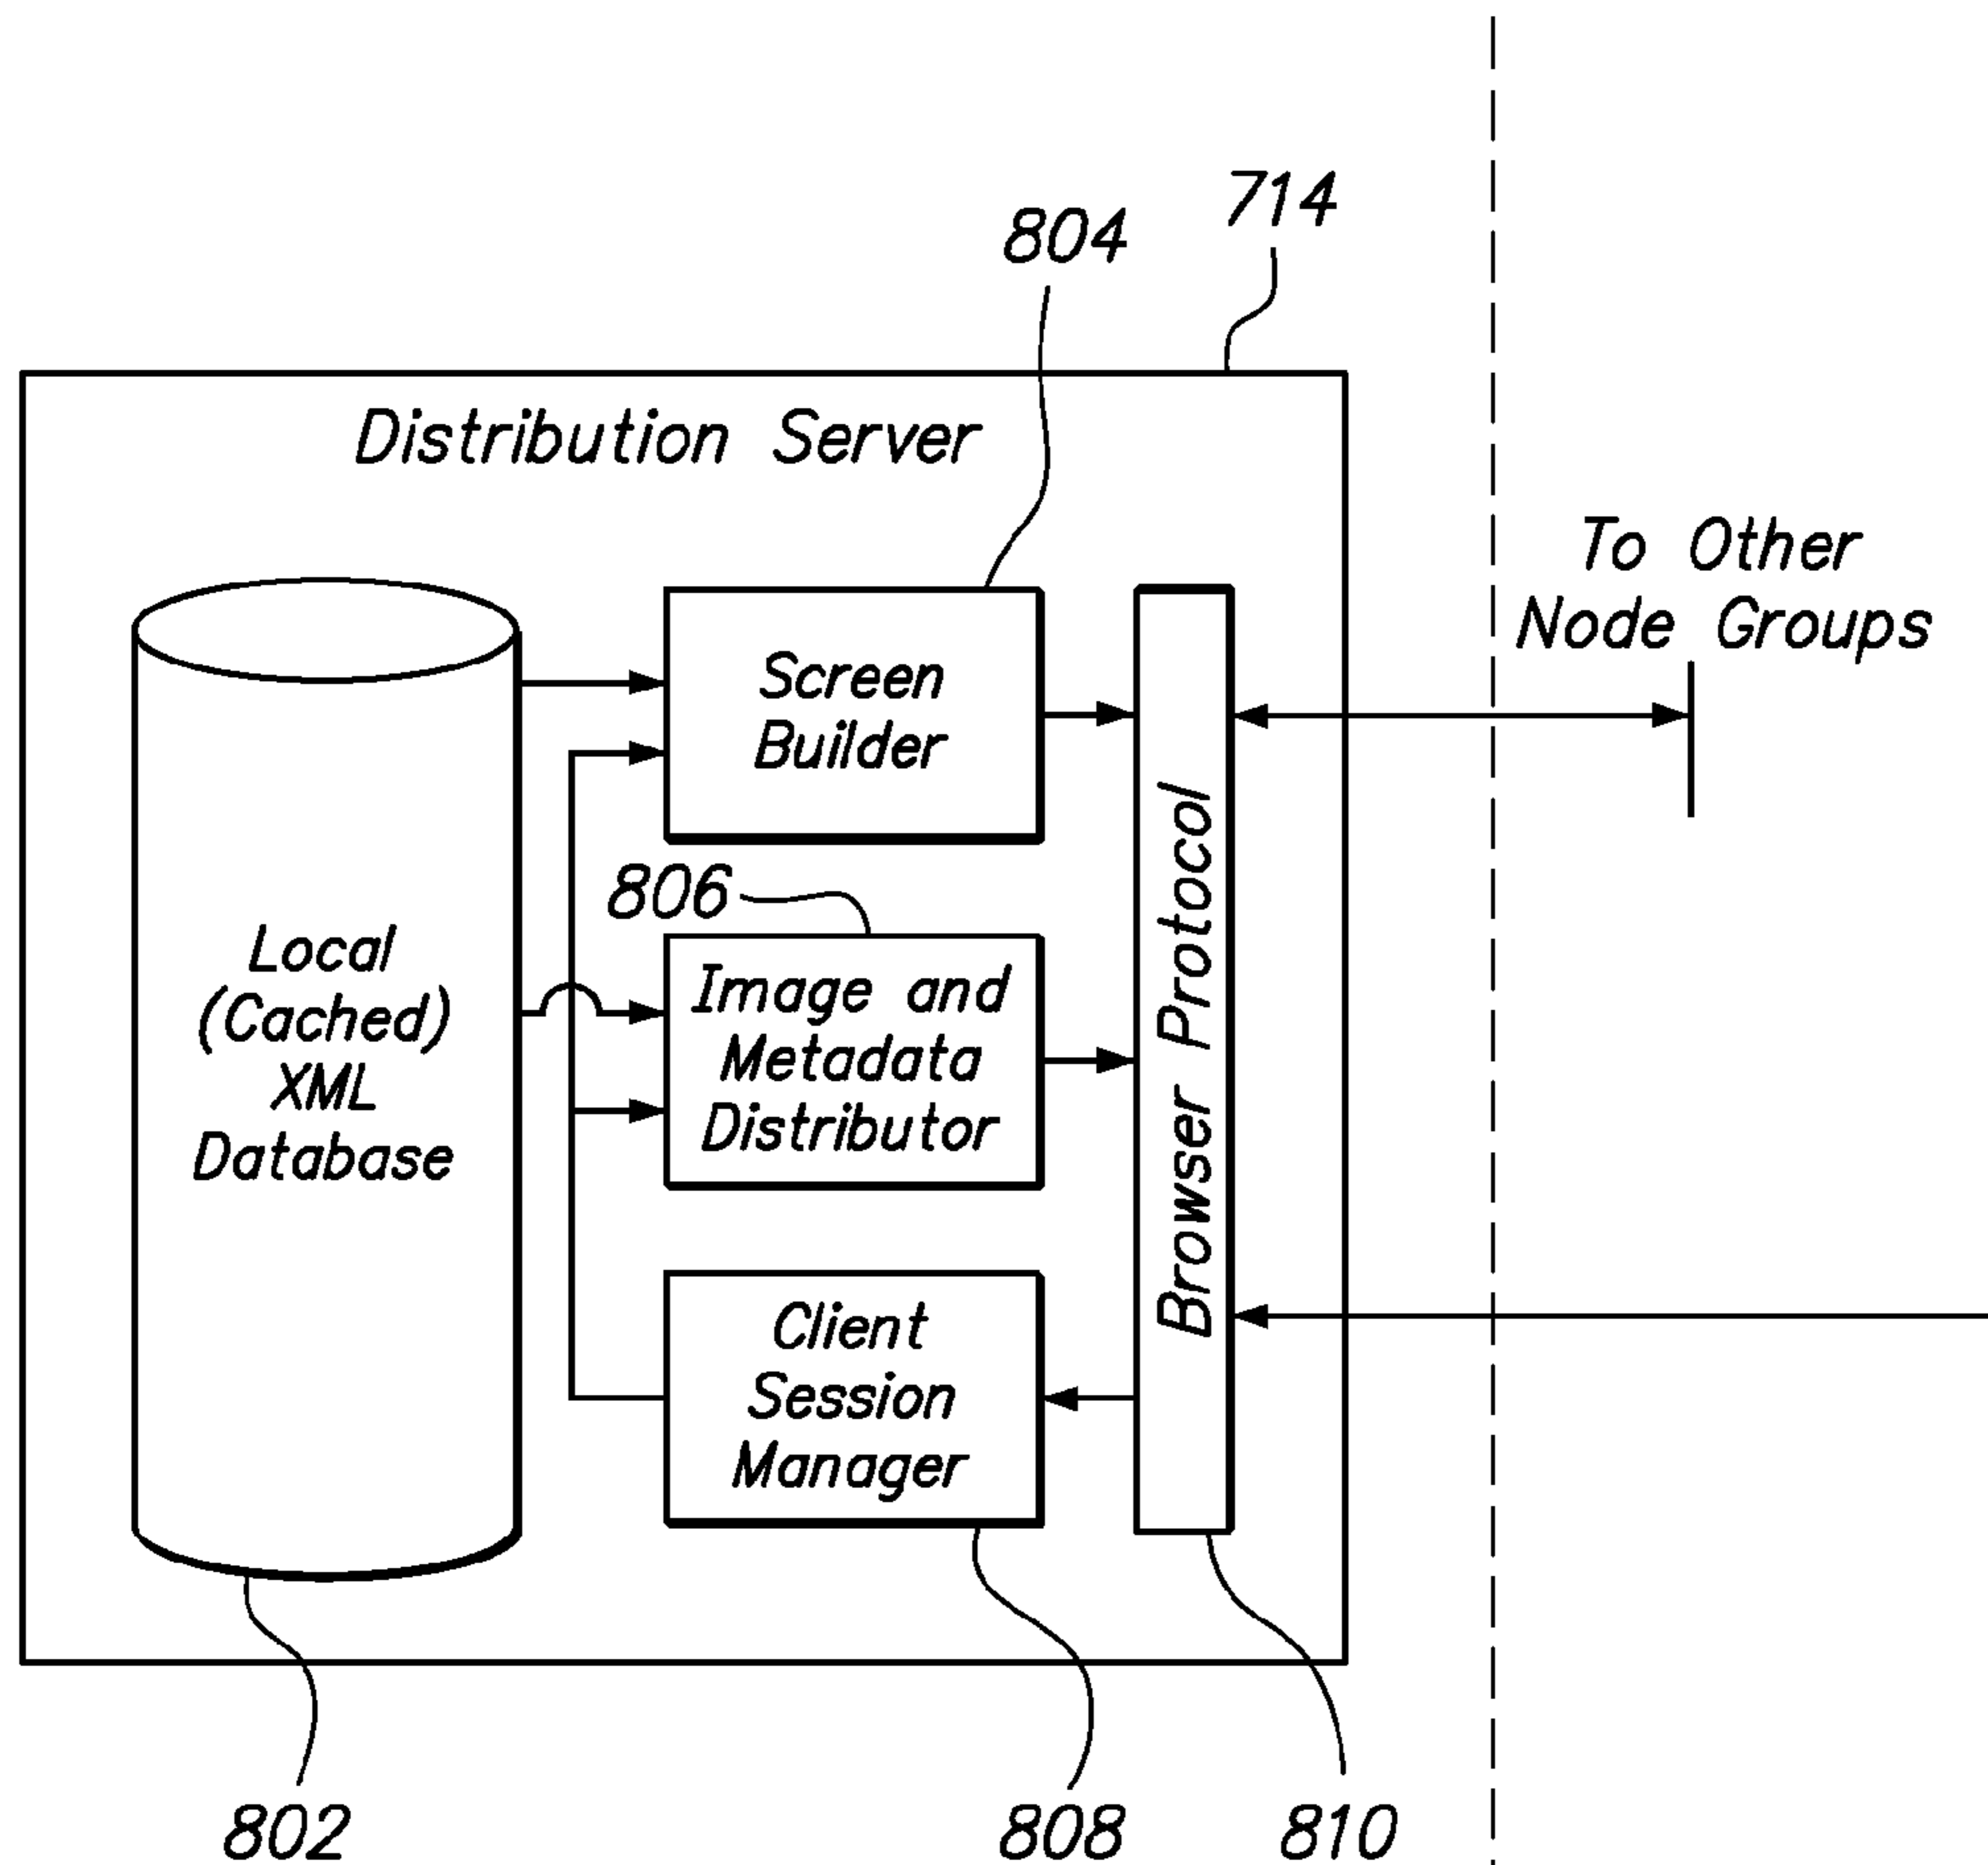 714
804
Distribution Server
To Other
Node Groups
Screen
Builder
806
Local
(Cached)
XML
Database
Image and
Metadata
Distributor
Browser Protocol
Client
Session
Manager
802
808
810